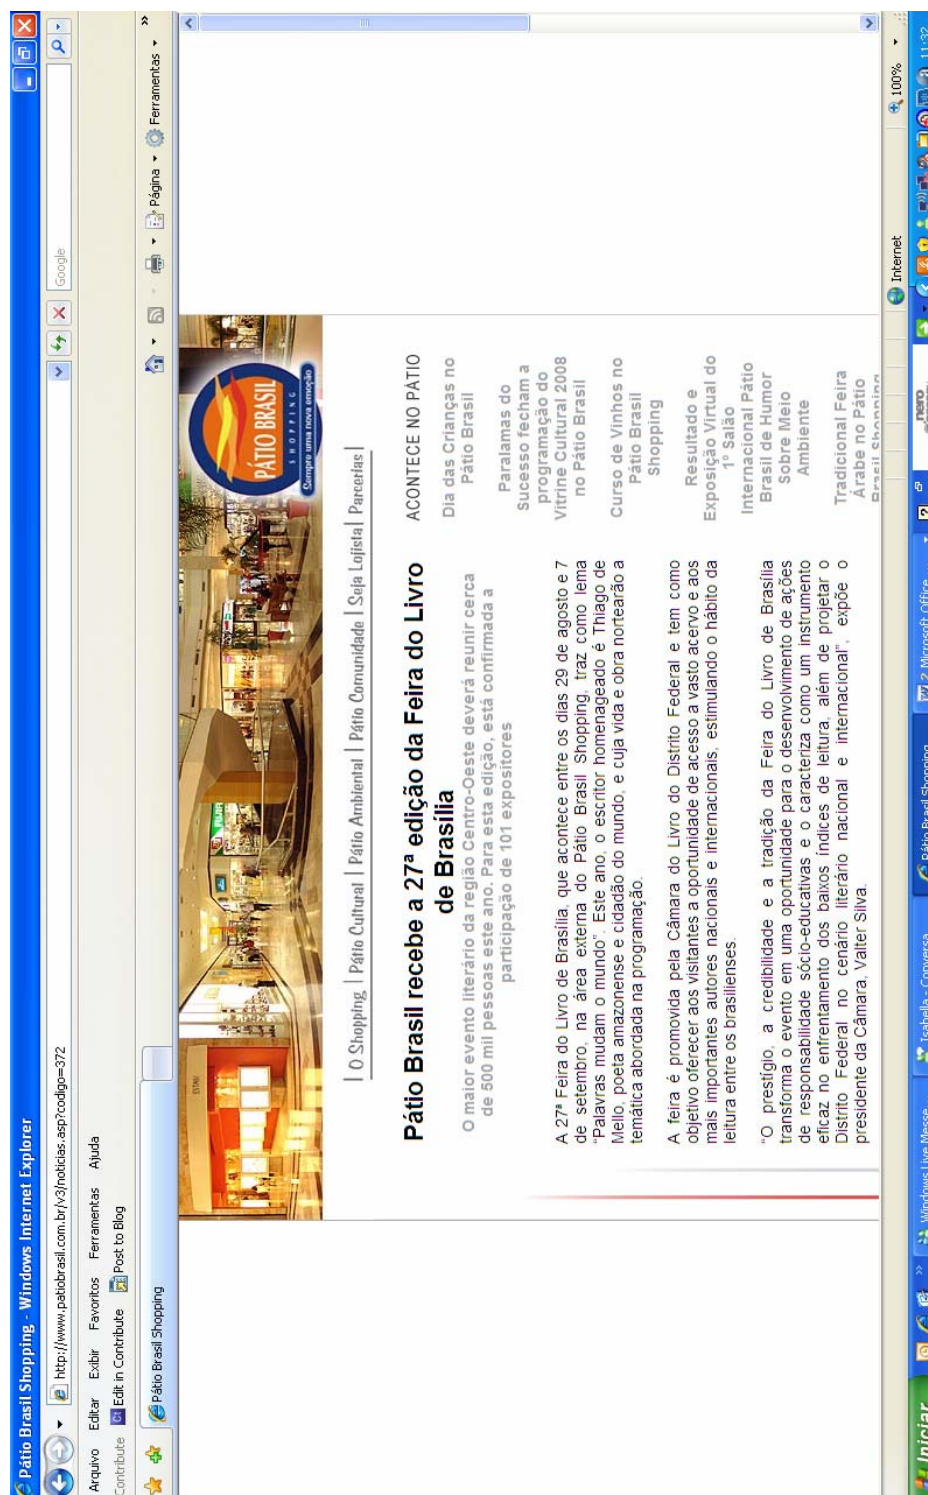 Pátio Brasil Shopping - Windows Internet Explorer
http://www.patiobrasil.com.br/v3/noticias.asp?codigo=372
Google
Arquivo Editar Exibir Favoritos Ferramentas Ajuda
Contribute Edit in Contribute Post to Blog
Pátio Brasil Shopping
Página Ferramentas
PÁTIO BRASIL
SHOPPING
Sempre uma nova emoção
| O Shopping | Pátio Cultural | Pátio Ambiental | Pátio Comunidade | Seja Lojista | Parcerias |
Pátio Brasil recebe a 27ª edição da Feira do Livro
de Brasília
O maior evento literário da região Centro-Oeste deverá reunir cerca
de 500 mil pessoas este ano. Para esta edição, está confirmada a
participação de 101 expositores
A 27ª Feira do Livro de Brasília, que acontece entre os dias 29 de agosto e 7
de setembro, na área externa do Pátio Brasil Shopping, traz como lema
“Palavras mudam o mundo”. Este ano, o escritor homenageado é Thiago de
Mello, poeta amazonense e cidadão do mundo, e cuja vida e obra nortearão a
temática abordada na programação.
A feira é promovida pela Câmara do Livro do Distrito Federal e tem como
objetivo oferecer aos visitantes a oportunidade de acesso a vasto acervo e aos
mais importantes autores nacionais e internacionais, estimulando o hábito da
leitura entre os brasilienses.
“O prestígio, a credibilidade e a tradição da Feira do Livro de Brasília
transforma o evento em uma oportunidade para o desenvolvimento de ações
de responsabilidade sócio-educativas e o caracteriza como um instrumento
eficaz no enfrentamento dos baixos índices de leitura, além de projetar o
Distrito Federal no cenário literário nacional e internacional”, expõe o
presidente da Câmara, Valter Silva.
ACONTECE NO PÁTIO
Dia das Crianças no
Pátio Brasil
Paralamas do
Sucesso fecham a
programação do
Vitrine Cultural 2008
no Pátio Brasil
Curso de Vinhos no
Pátio Brasil
Shopping
Resultado e
Exposição Virtual do
1º Salão
Internacional Pátio
Brasil de Humor
Sobre Meio
Ambiente
Tradicional Feira
Árabe no Pátio
Brasil Shopping
Internet 100%
Iniciar Windows Live Messe... Isabella - Conversa Pátio Brasil Shopping ... 2 Microsoft Office ... nero 11:32